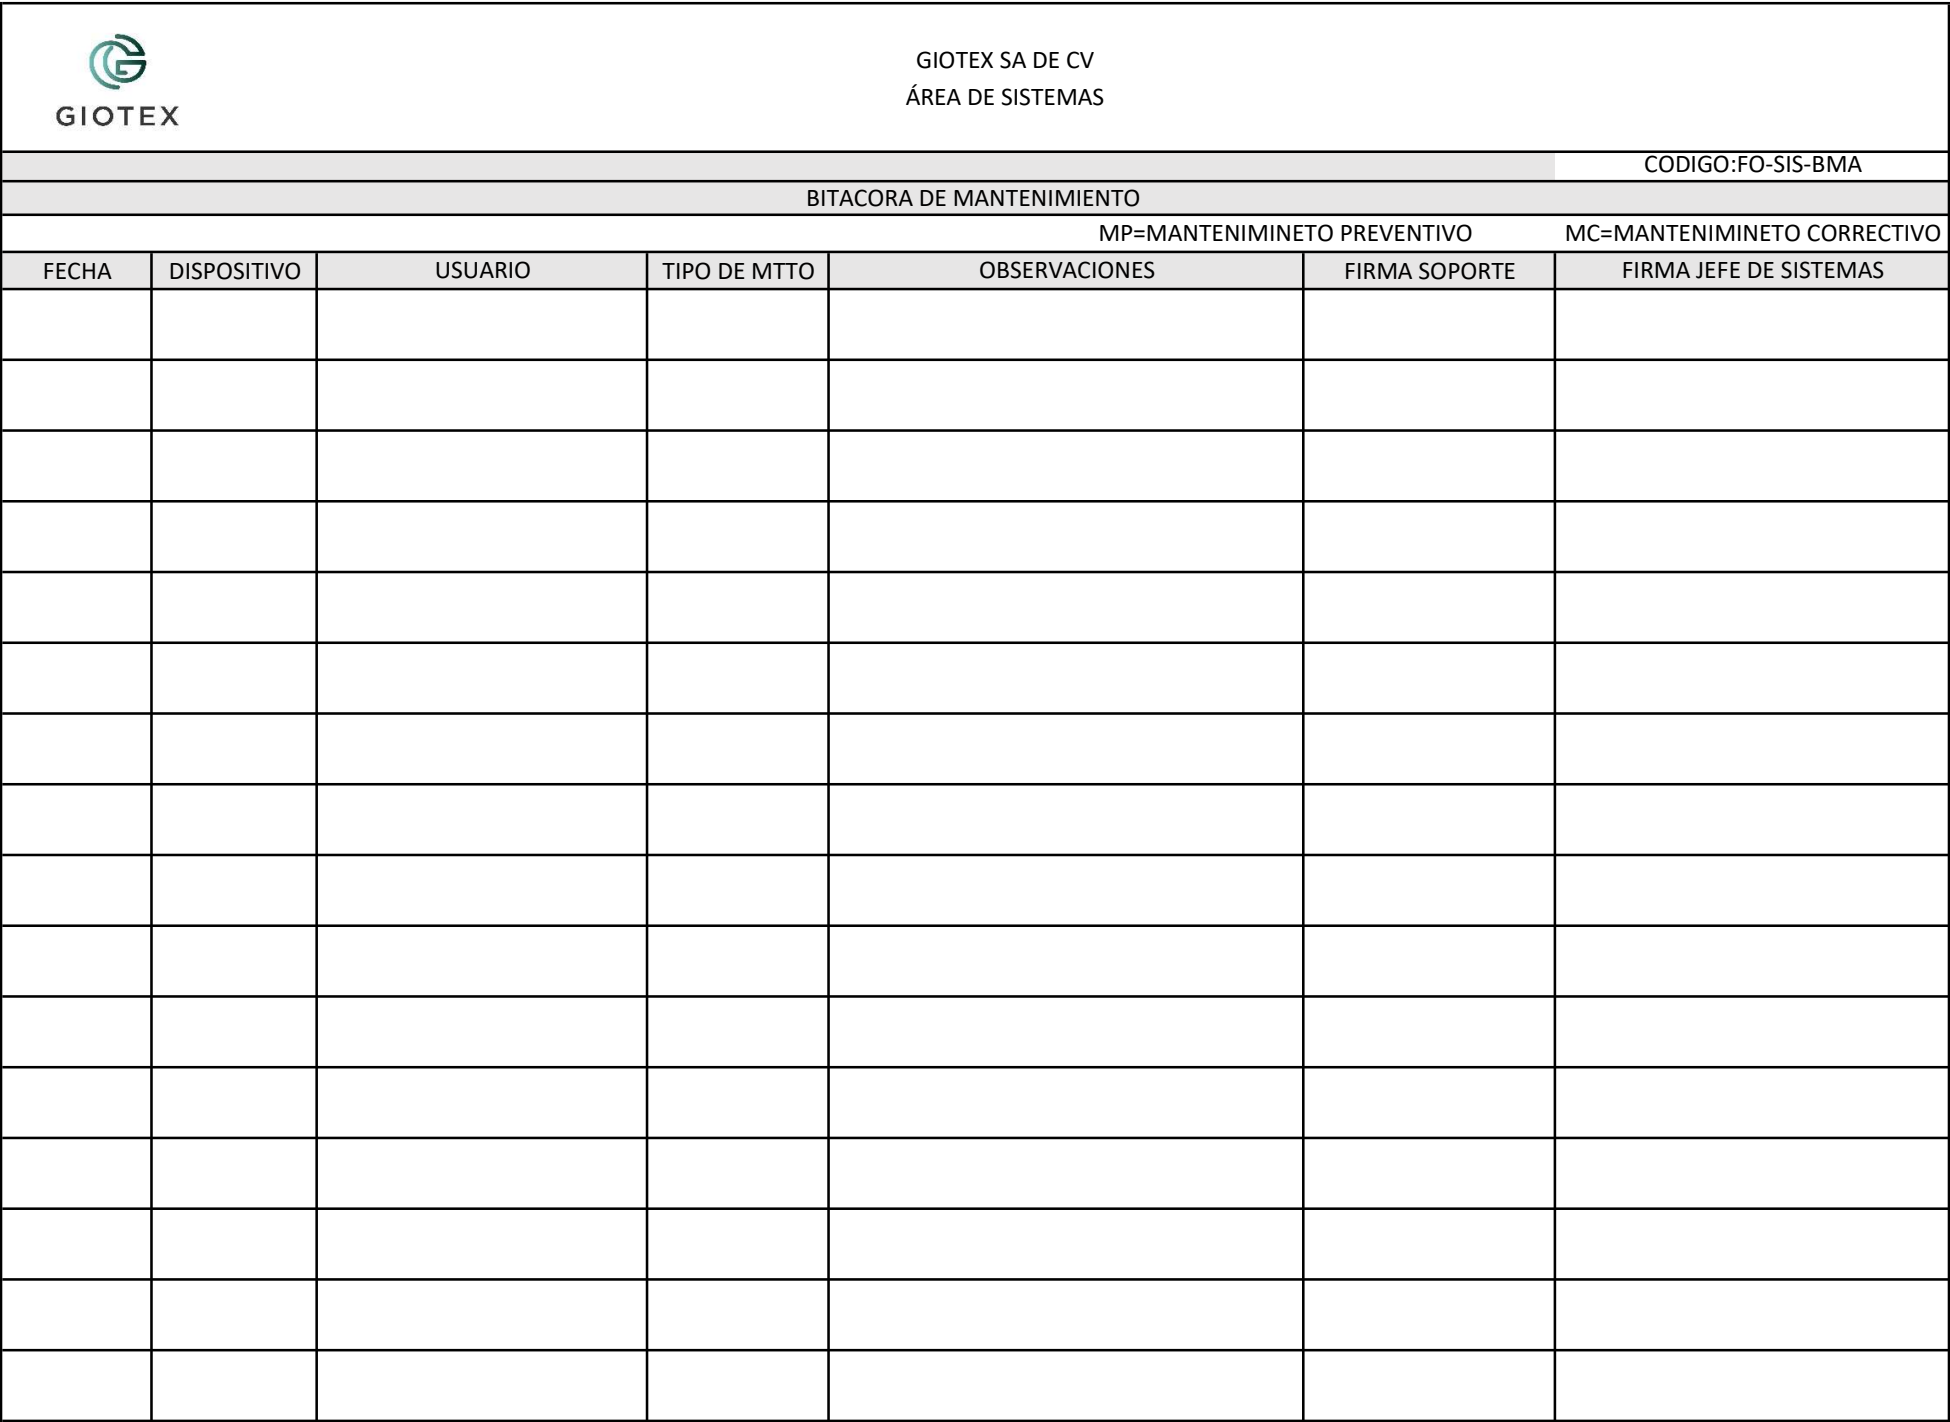 GIOTEX
GIOTEX SA DE CV
ÁREA DE SISTEMAS
CODIGO:FO-SIS-BMA
BITACORA DE MANTENIMIENTO
MP=MANTENIMINETO PREVENTIVO MC=MANTENIMINETO CORRECTIVO
FECHA DISPOSITIVO USUARIO TIPO DE MTTO OBSERVACIONES FIRMA SOPORTE FIRMA JEFE DE SISTEMAS